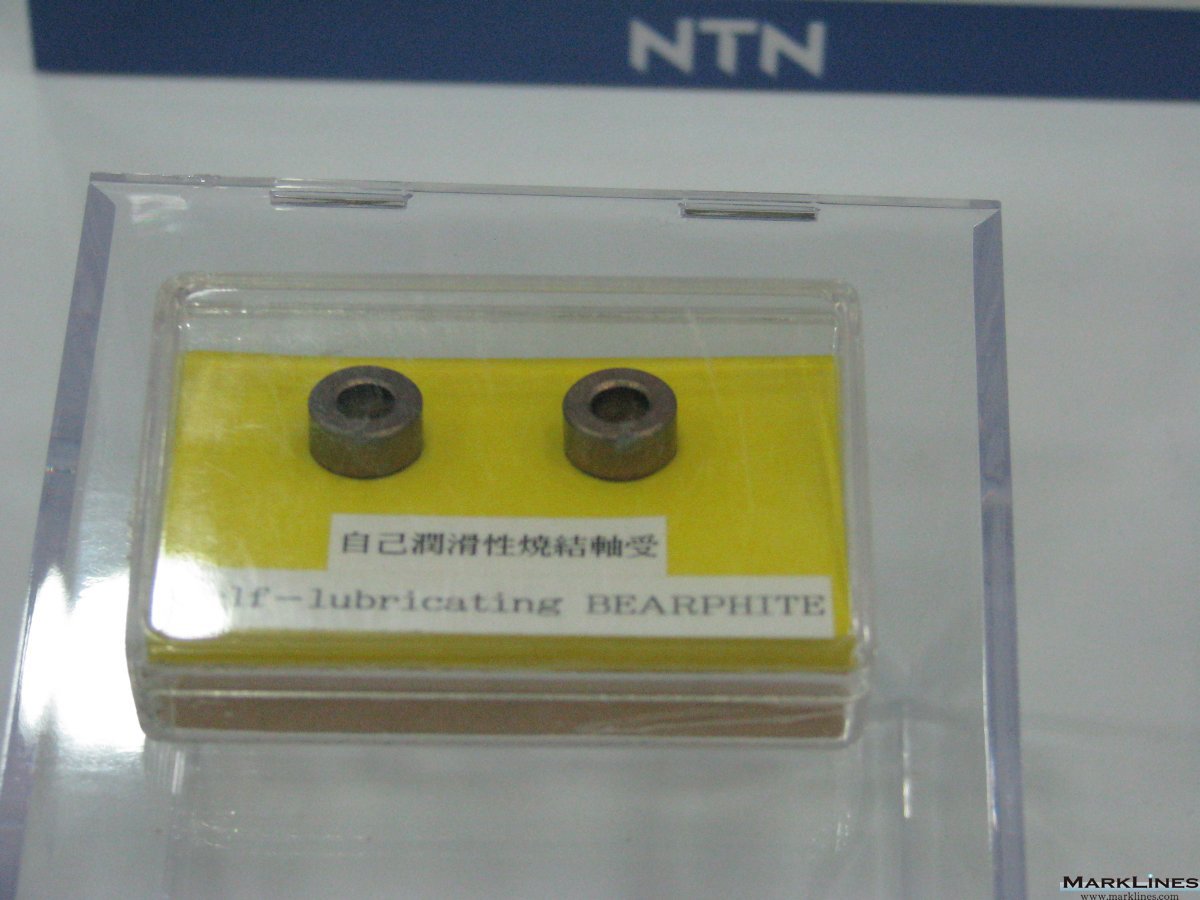 NTN
自己潤滑性焼結軸受
lf-lubricating BEARPHITE
MARKLINES
www.marklines.com